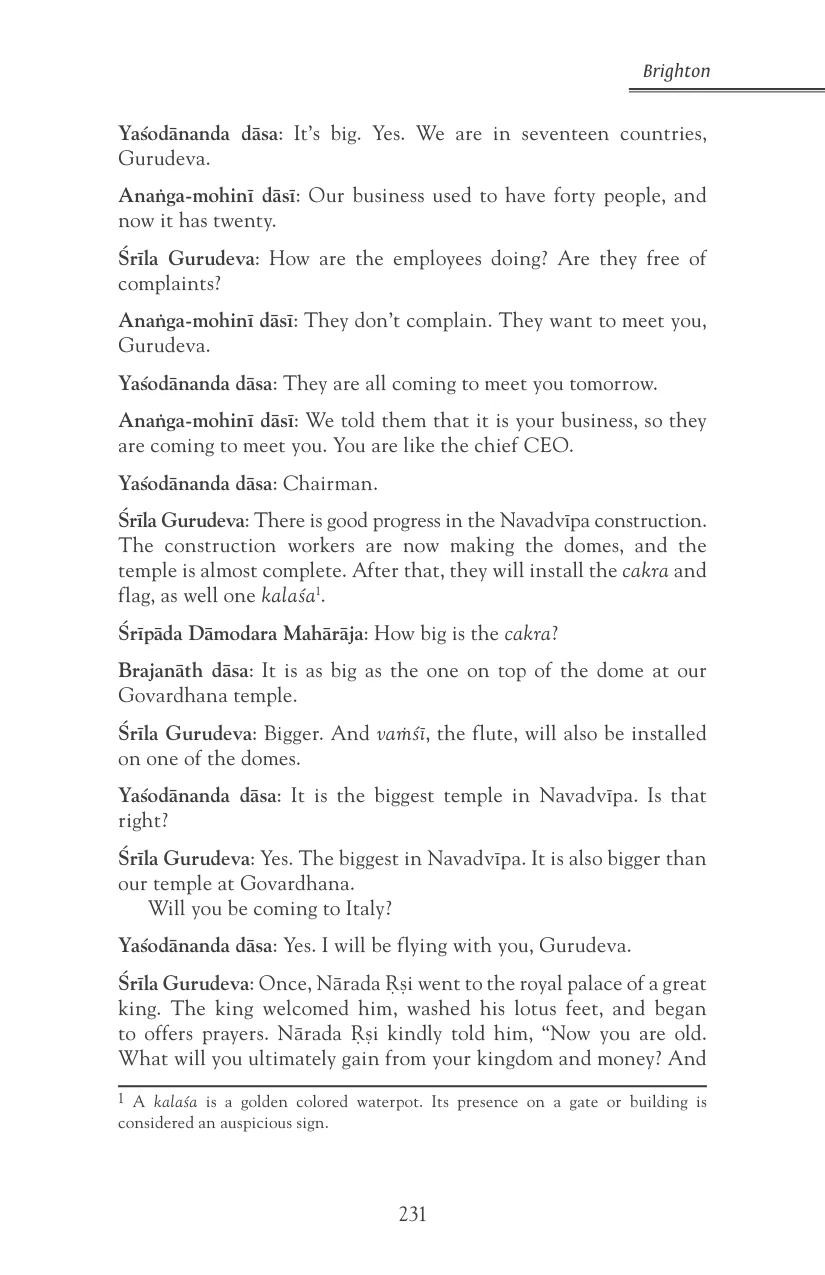 Brighton
Yaśodānanda dāsa: It’s big. Yes. We are in seventeen countries,
Gurudeva.
Anaṅga-mohinī dāsī: Our business used to have forty people, and
now it has twenty.
Śrīla Gurudeva: How are the employees doing? Are they free of
complaints?
Anaṅga-mohinī dāsī: They don’t complain. They want to meet you,
Gurudeva.
Yaśodānanda dāsa: They are all coming to meet you tomorrow.
Anaṅga-mohinī dāsī: We told them that it is your business, so they
are coming to meet you. You are like the chief CEO.
Yaśodānanda dāsa: Chairman.
Śrīla Gurudeva: There is good progress in the Navadvīpa construction.
The construction workers are now making the domes, and the
temple is almost complete. After that, they will install the cakra and
flag, as well one kalaśa¹.
Śrīpāda Dāmodara Mahārāja: How big is the cakra?
Brajanāth dāsa: It is as big as the one on top of the dome at our
Govardhana temple.
Śrīla Gurudeva: Bigger. And vaṁśī, the flute, will also be installed
on one of the domes.
Yaśodānanda dāsa: It is the biggest temple in Navadvīpa. Is that
right?
Śrīla Gurudeva: Yes. The biggest in Navadvīpa. It is also bigger than
our temple at Govardhana.
Will you be coming to Italy?
Yaśodānanda dāsa: Yes. I will be flying with you, Gurudeva.
Śrīla Gurudeva: Once, Nārada Ṛṣi went to the royal palace of a great
king. The king welcomed him, washed his lotus feet, and began
to offers prayers. Nārada Ṛṣi kindly told him, “Now you are old.
What will you ultimately gain from your kingdom and money? And
1 A kalaśa is a golden colored waterpot. Its presence on a gate or building is
considered an auspicious sign.
231